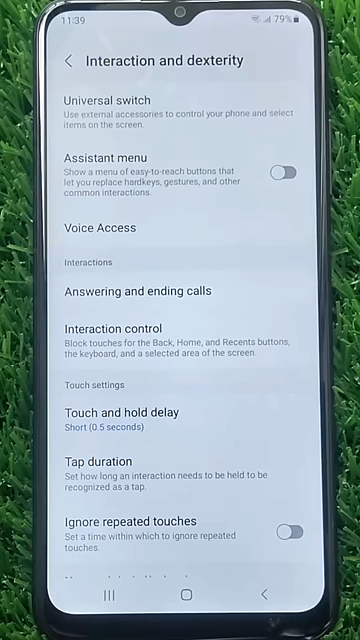 11:39
79%
Interaction and dexterity
Universal switch
Use external accessories to control your phone and select
items on the screen.
Assistant menu
Show a menu of easy-to-reach buttons that
let you replace hardkeys, gestures, and other
common interactions.
Voice Access
Interactions
Answering and ending calls
Interaction control
Block touches for the Back, Home, and Recents buttons,
the keyboard, and a selected area of the screen.
Touch settings
Touch and hold delay
Short (0.5 seconds)
Tap duration
Set how long an interaction needs to be held to be
recognized as a tap.
Ignore repeated touches
Set a time within which to ignore repeated
touches.